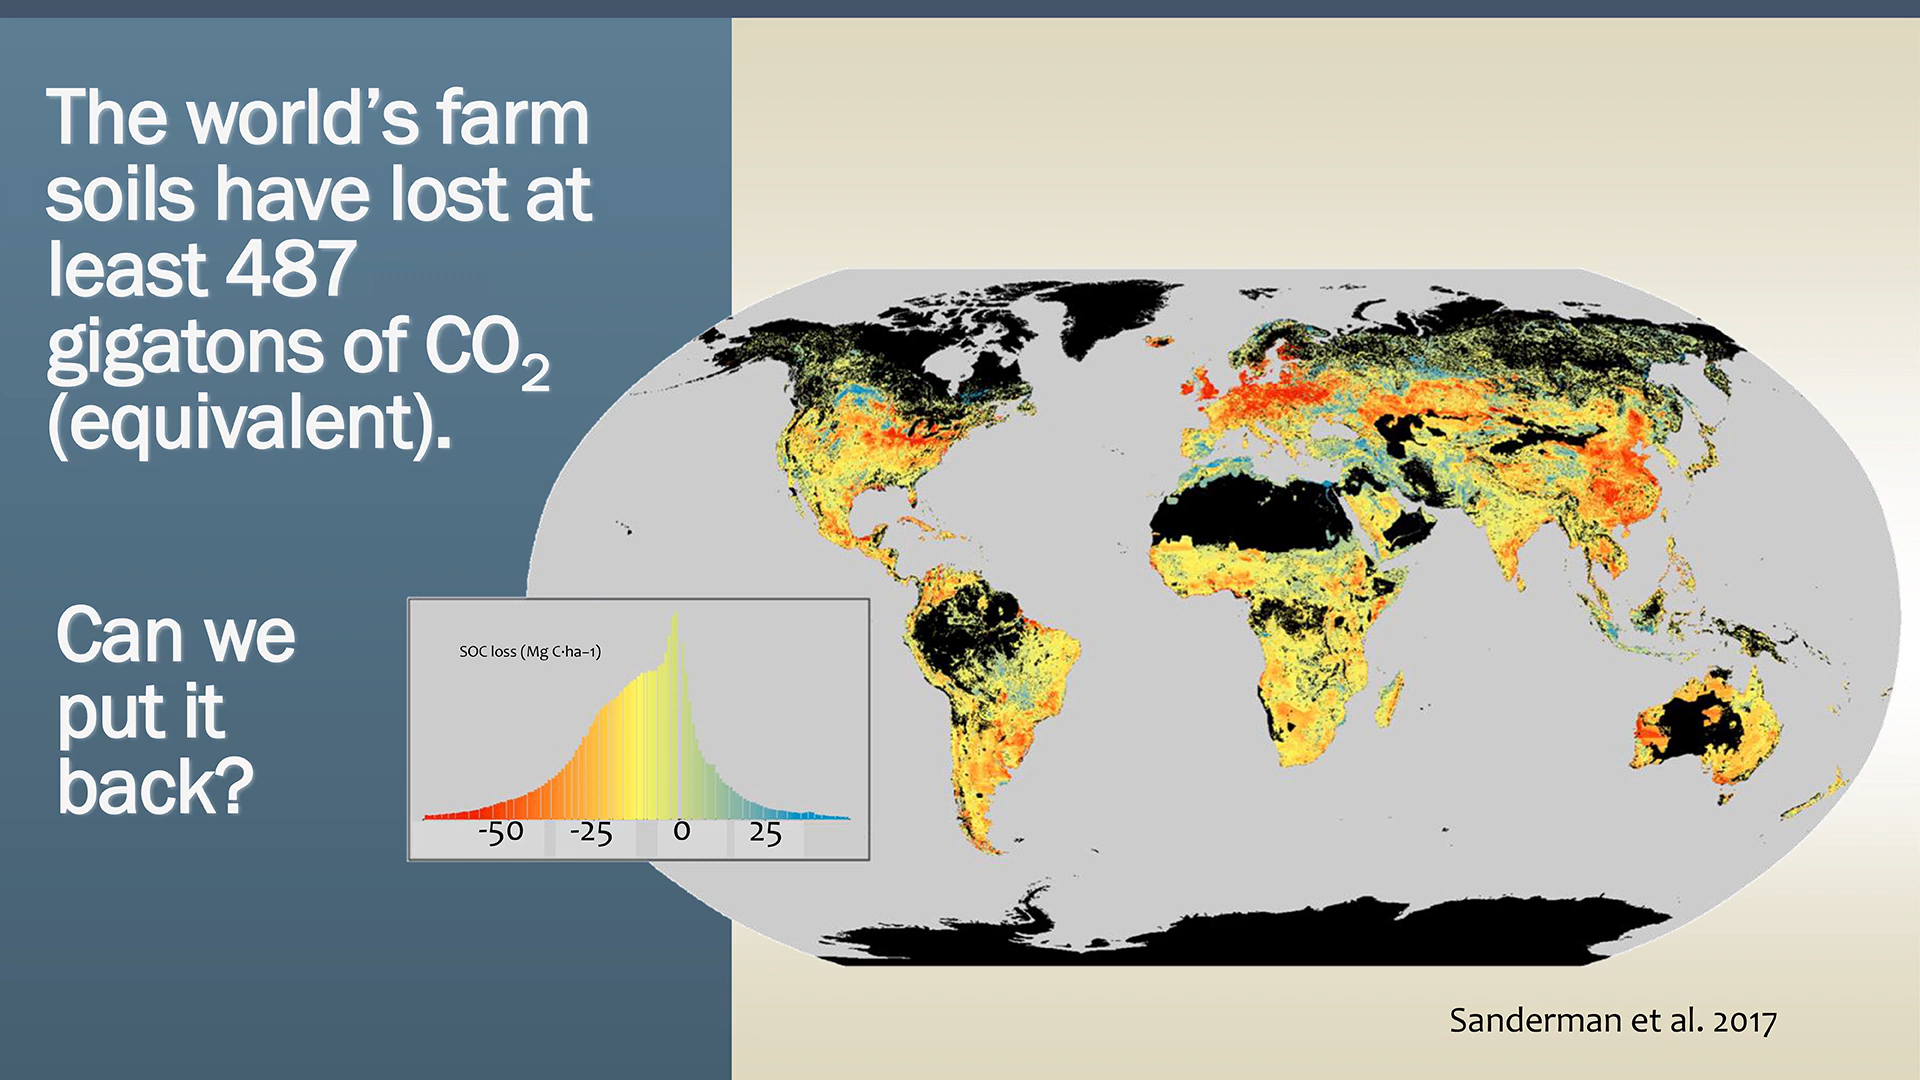 The world’s farm
soils have lost at
least 487
gigatons of CO₂
(equivalent).
Can we
put it
back?
SOC loss (Mg C·ha−1)
-50 -25 0 25
Sanderman et al. 2017